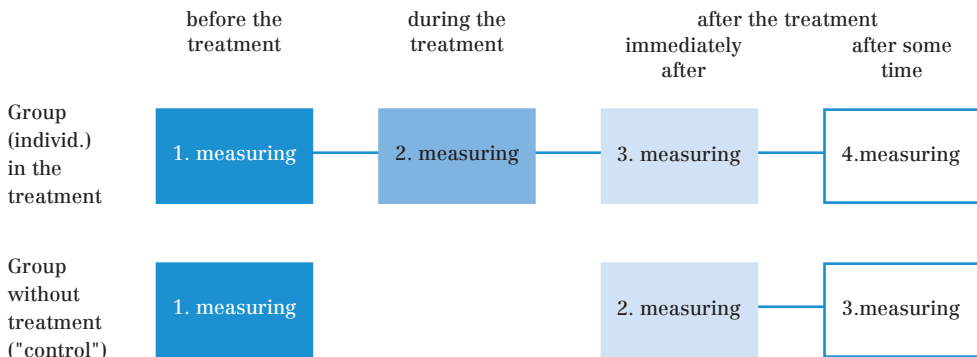 before the
treatment
during the
treatment
after the treatment
immediately
after
after some
time
Group
(individ.)
in the
treatment
1. measuring
2. measuring
3. measuring
4.measuring
Group
without
treatment
("control")
1. measuring
2. measuring
3.measuring